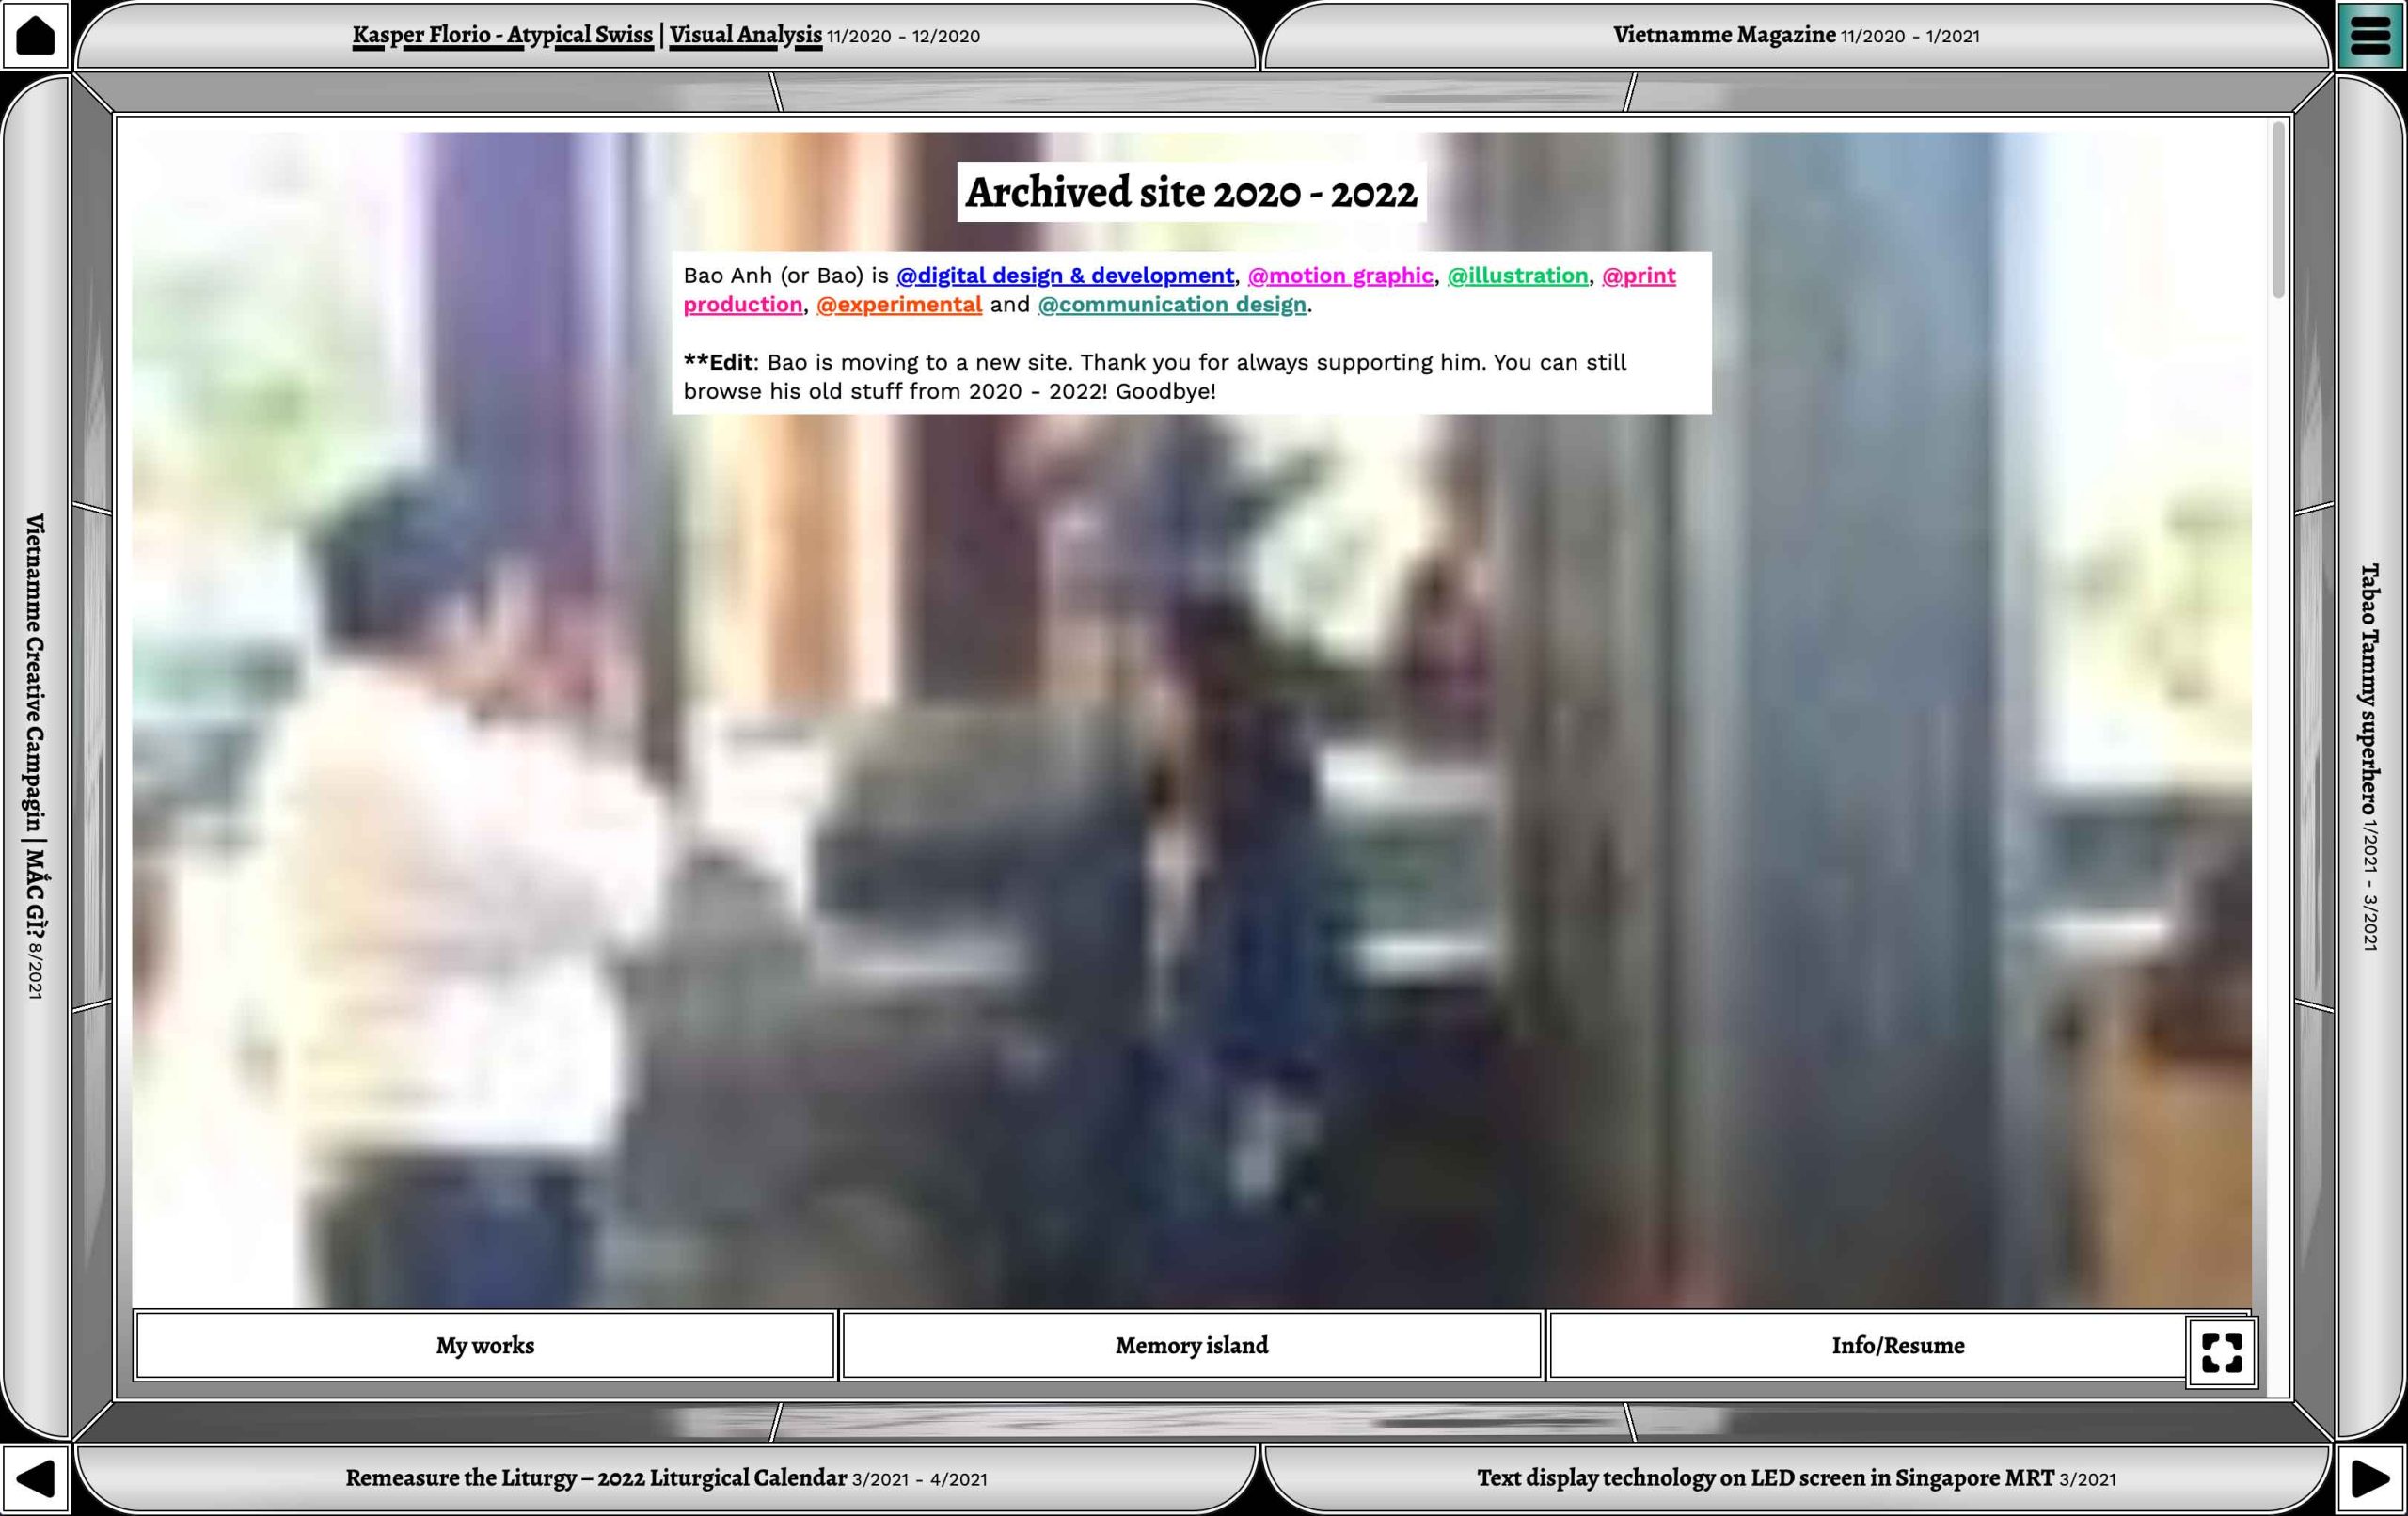 Kasper Florio - Atypical Swiss | Visual Analysis 11/2020 - 12/2020
Vietnamme Magazine 11/2020 - 1/2021
Archived site 2020 - 2022
Bao Anh (or Bao) is @digital design & development, @motion graphic, @illustration, @print
production, @experimental and @communication design.
**Edit: Bao is moving to a new site. Thank you for always supporting him. You can still
browse his old stuff from 2020 - 2022! Goodbye!
Vietnamme Creative Campagin | MẮC GÌ? 8/2021
Tabao Tammy superhero 1/2021 - 3/2021
My works
Memory island
Info/Resume
Remeasure the Liturgy – 2022 Liturgical Calendar 3/2021 - 4/2021
Text display technology on LED screen in Singapore MRT 3/2021